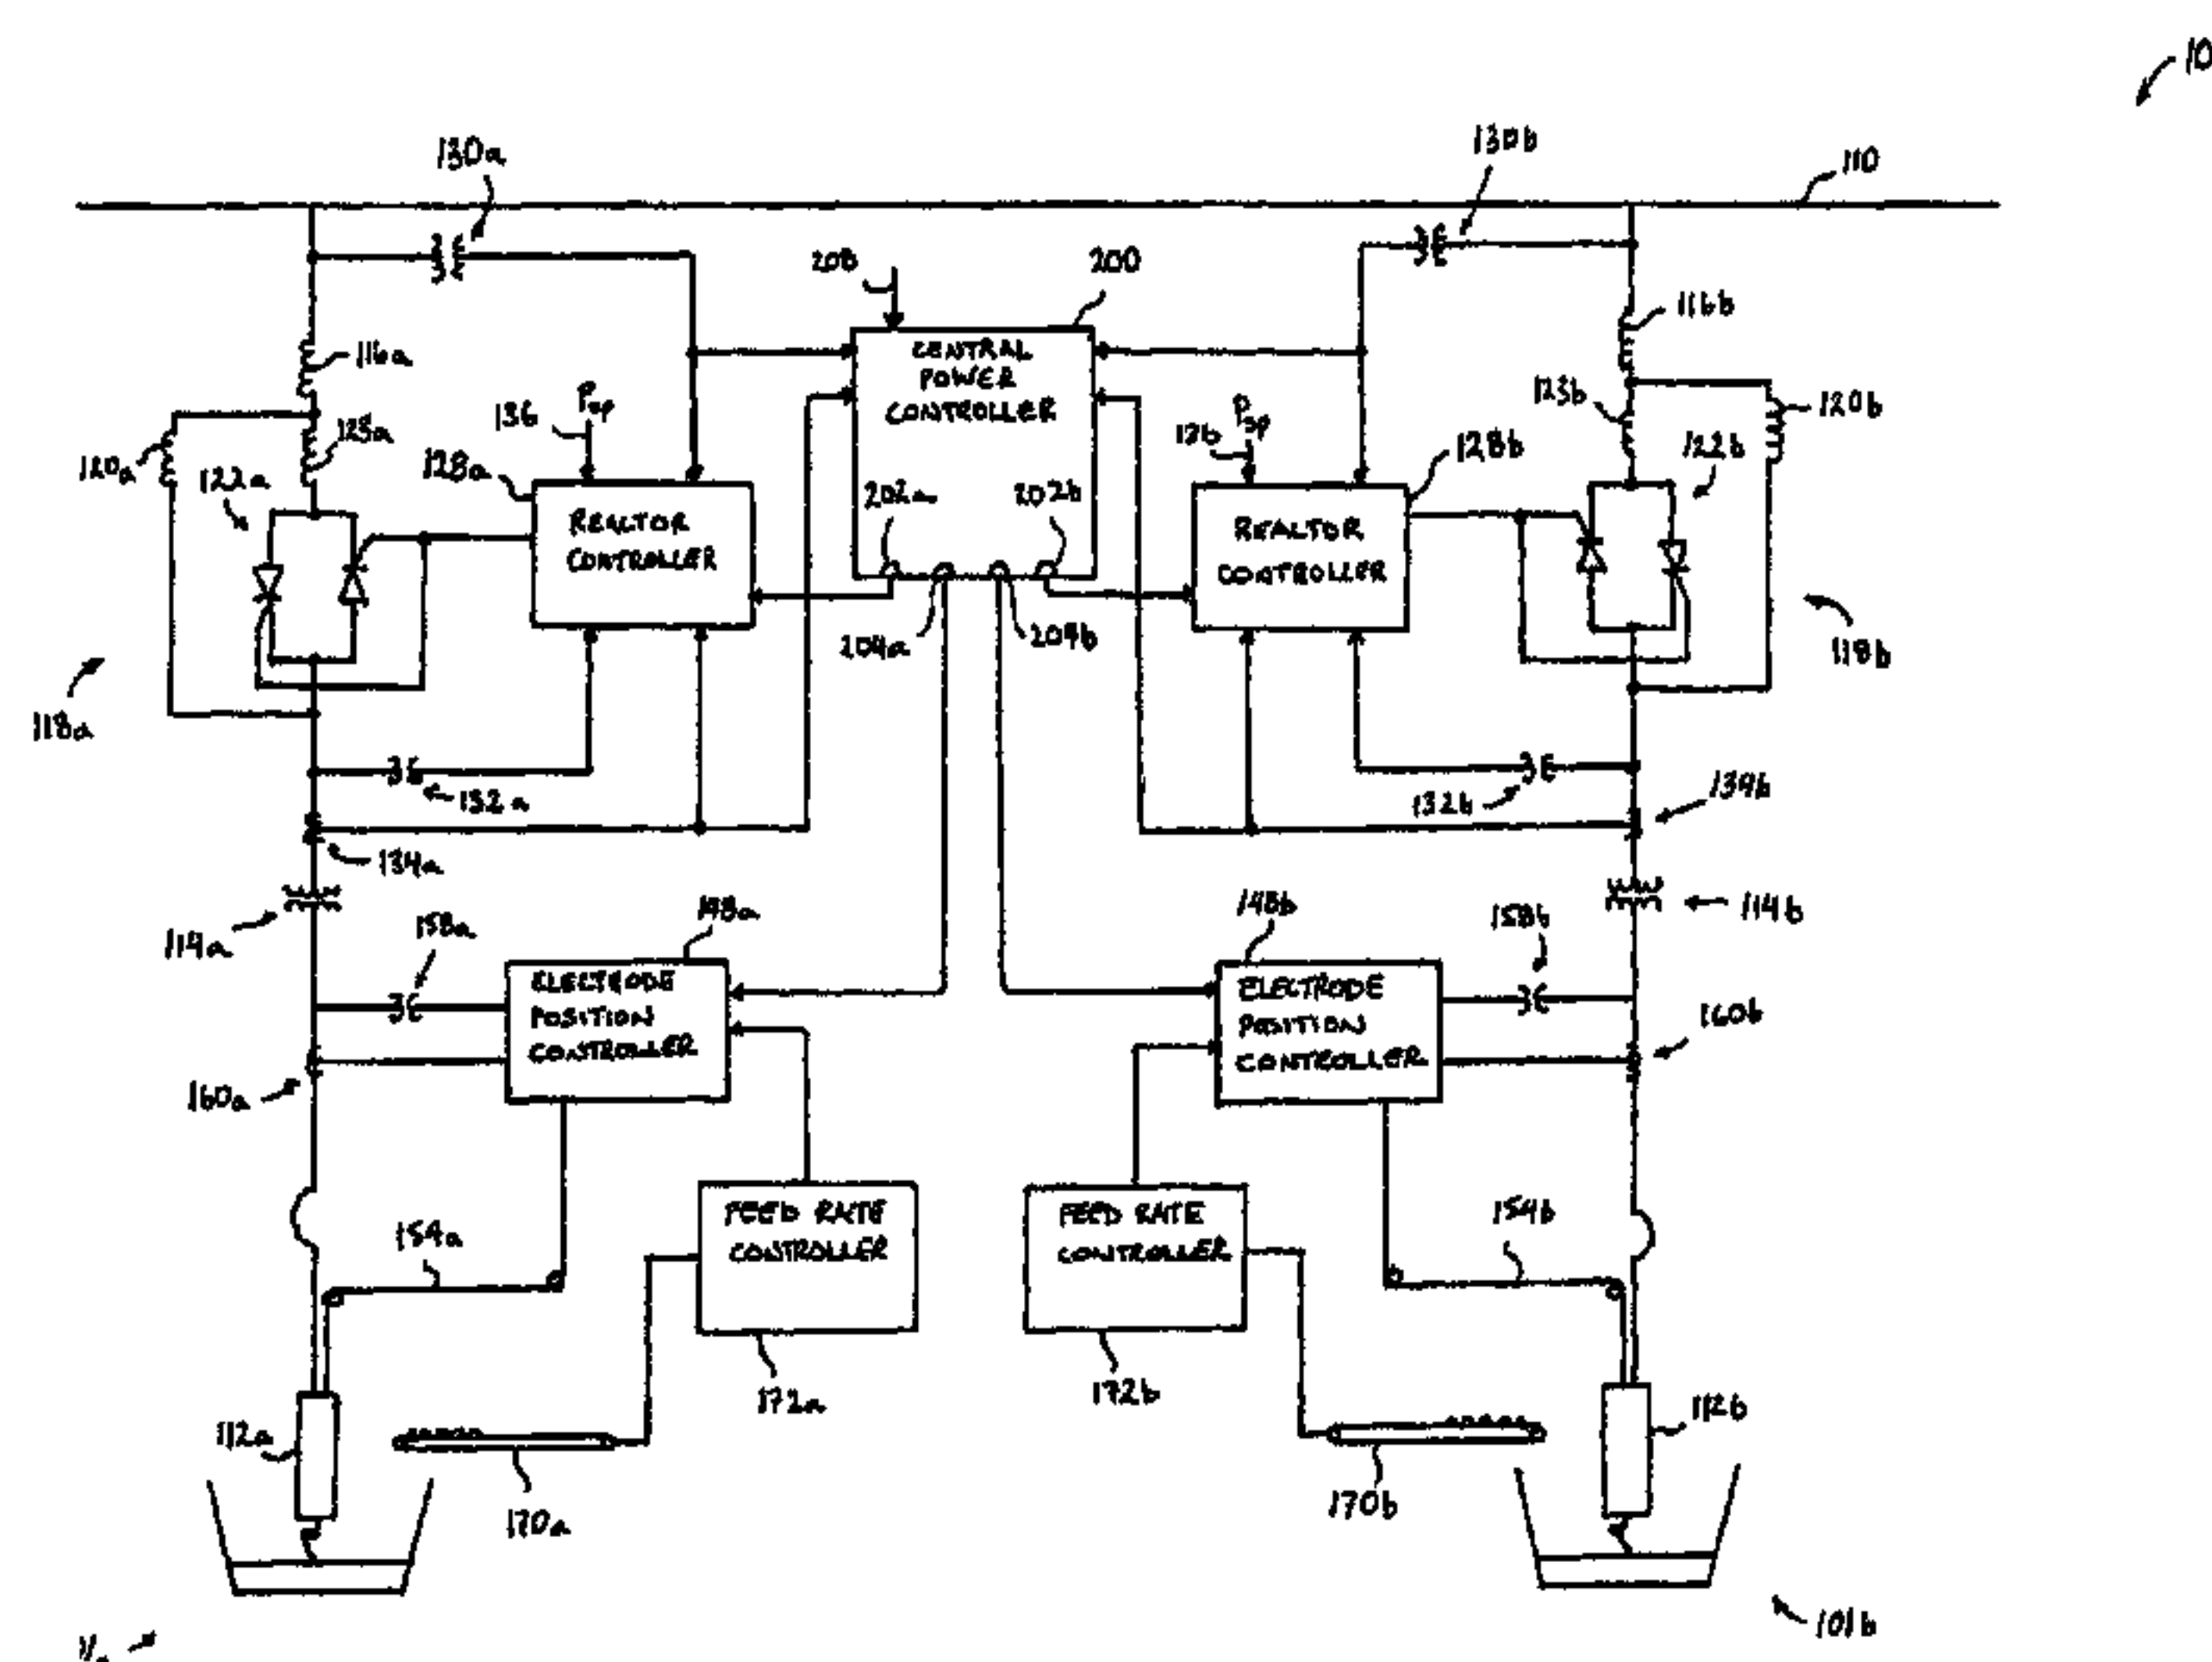 10
130a
130b
110
208
200
116b
116a
CENTRAL
POWER
CONTROLLER
123b
120b
136
Psp
136
Psp
123a
120a
122a
128a
128b
122b
REACTOR
CONTROLLER
202a
202b
REACTOR
CONTROLLER
204a
204b
118b
118a
132a
132b
134b
134a
148a
148b
158b
114b
114a
158a
ELECTRODE
POSITION
CONTROLLER
ELECTRODE
POSITION
CONTROLLER
160b
160a
154a
FEED RATE
CONTROLLER
FEED RATE
CONTROLLER
154b
172a
172b
112a
112b
170a
170b
101b